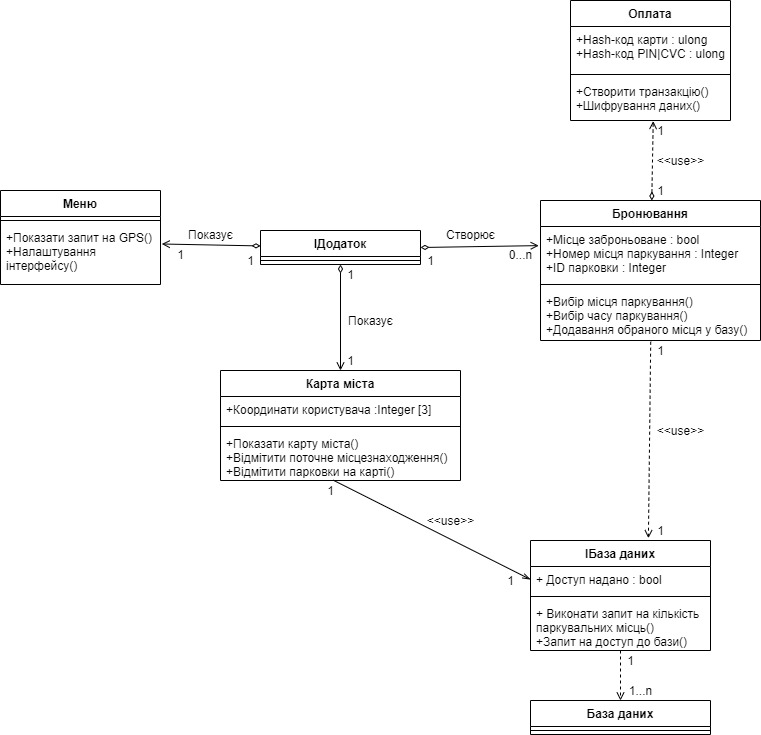 Оплата
+Hash-код карти : ulong
+Hash-код PIN|CVC : ulong
+Створити транзакцію()
+Шифрування даних()
1
<<use>>
1
Меню
+Показати запит на GPS()
+Налаштування
інтерфейсу()
Показує
1
1
ІДодаток
Створює
1
0...n
Бронювання
+Місце заброньоване : bool
+Номер місця паркування : Integer
+ID парковки : Integer
+Вибір місця паркування()
+Вибір часу паркування()
+Додавання обраного місця у базу()
1
Показує
1
Карта міста
+Координати користувача :Integer [3]
+Показати карту міста()
+Відмітити поточне місцезнаходження()
+Відмітити парковки на карті()
1
<<use>>
1
1
<<use>>
1
ІБаза даних
+ Доступ надано : bool
+ Виконати запит на кількість
паркувальних місць()
+Запит на доступ до бази()
1
1...n
База даних